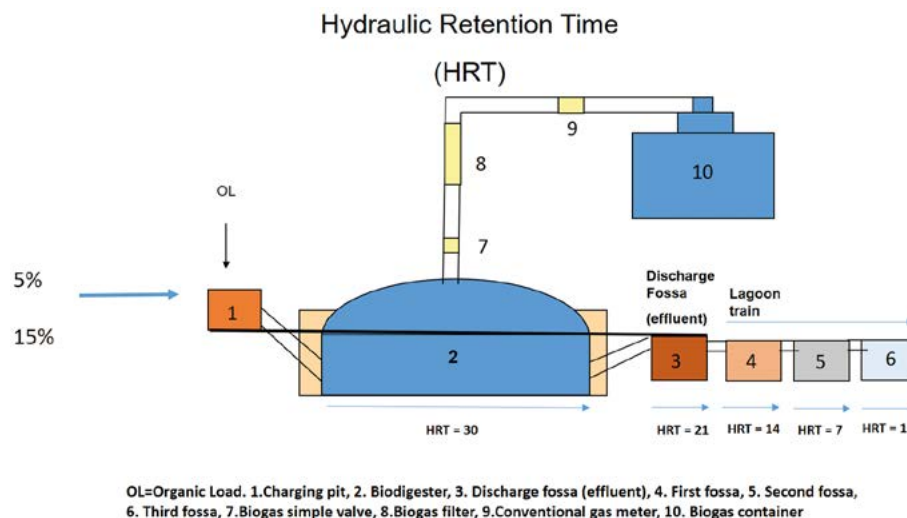 Hydraulic Retention Time
(HRT)
9
8
10
OL
7
5%
Discharge
Fossa
(effluent)
Lagoon
train
1
15%
2
3
4
5
6
HRT = 30
HRT = 21
HRT = 14
HRT = 7
HRT = 1
OL=Organic Load. 1.Charging pit, 2. Biodigester, 3. Discharge fossa (effluent), 4. First fossa, 5. Second fossa,
6. Third fossa, 7.Biogas simple valve, 8.Biogas filter, 9.Conventional gas meter, 10. Biogas container